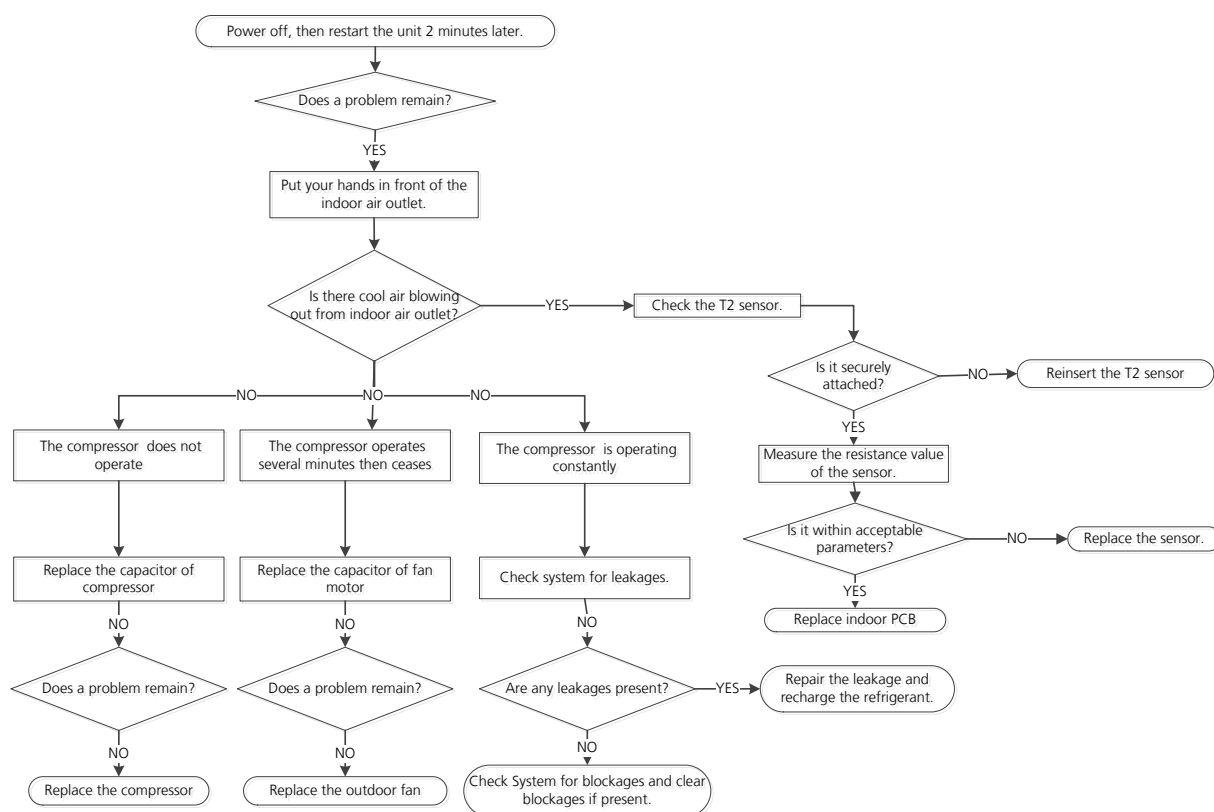 Power off, then restart the unit 2 minutes later.
Does a problem remain?
YES
Put your hands in front of the
indoor air outlet.
Is there cool air blowing
out from indoor air outlet?
YES
Check the T2 sensor.
Is it securely
attached?
NO
Reinsert the T2 sensor
YES
Measure the resistance value
of the sensor.
Is it within acceptable
parameters?
NO
Replace the sensor.
YES
Replace indoor PCB
NO
NO
NO
The compressor does not
operate
The compressor operates
several minutes then ceases
The compressor is operating
constantly
Replace the capacitor of
compressor
Replace the capacitor of fan
motor
Check system for leakages.
NO
NO
NO
Does a problem remain?
Does a problem remain?
Are any leakages present?
YES
Repair the leakage and
recharge the refrigerant.
NO
NO
NO
Replace the compressor
Replace the outdoor fan
Check System for blockages and clear
blockages if present.